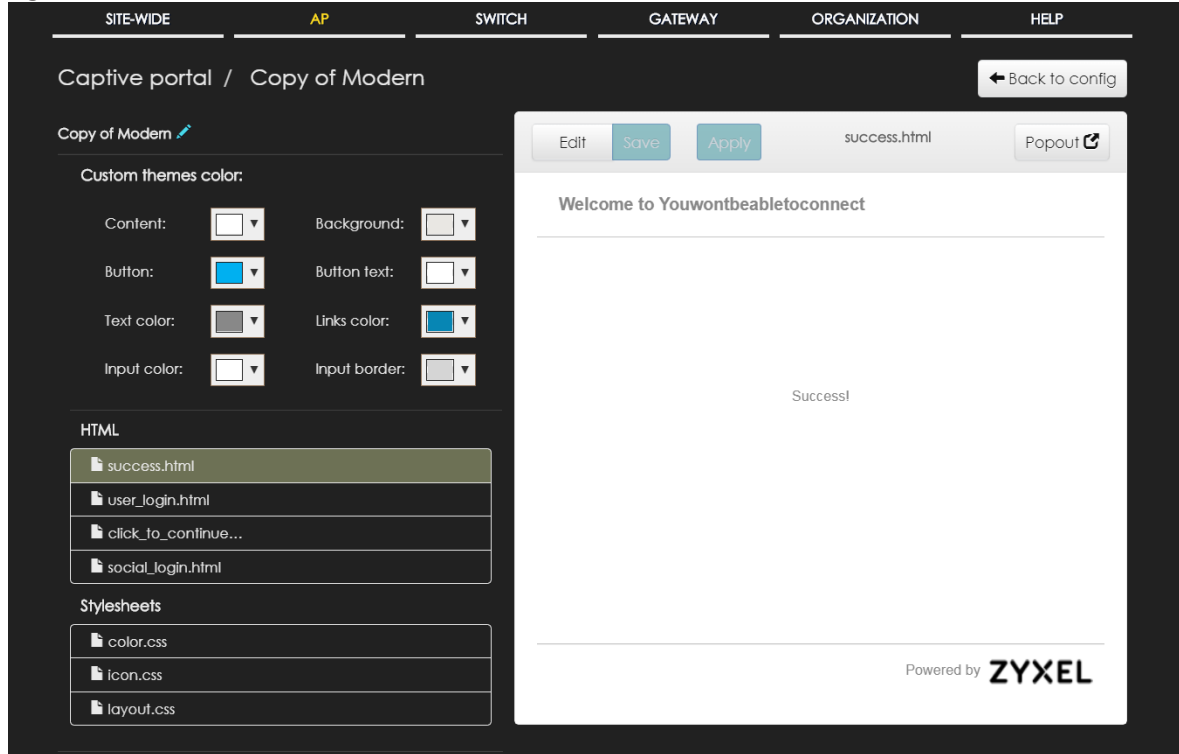 SITE-WIDE AP SWITCH GATEWAY ORGANIZATION HELP
Captive portal / Copy of Modern
Back to config
Copy of Modern
Custom themes color:
Content: Background:
Button: Button text:
Text color: Links color:
Input color: Input border:
HTML
success.html
user_login.html
click_to_continue...
social_login.html
Stylesheets
color.css
icon.css
layout.css
Edit Save Apply success.html Popout
Welcome to Youwontbeabletoconnect
Success!
Powered by ZYXEL